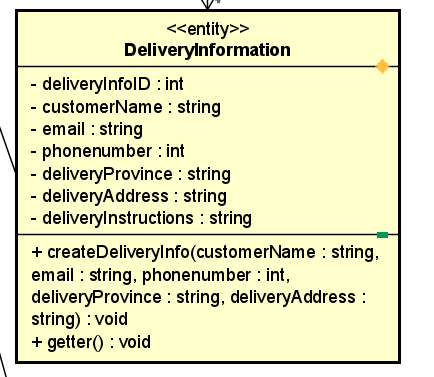 <<entity>>
DeliveryInformation
- deliveryInfoID : int
- customerName : string
- email : string
- phonenumber : int
- deliveryProvince : string
- deliveryAddress : string
- deliveryInstructions : string
+ createDeliveryInfo(customerName : string,
email : string, phonenumber : int,
deliveryProvince : string, deliveryAddress :
string) : void
+ getter() : void